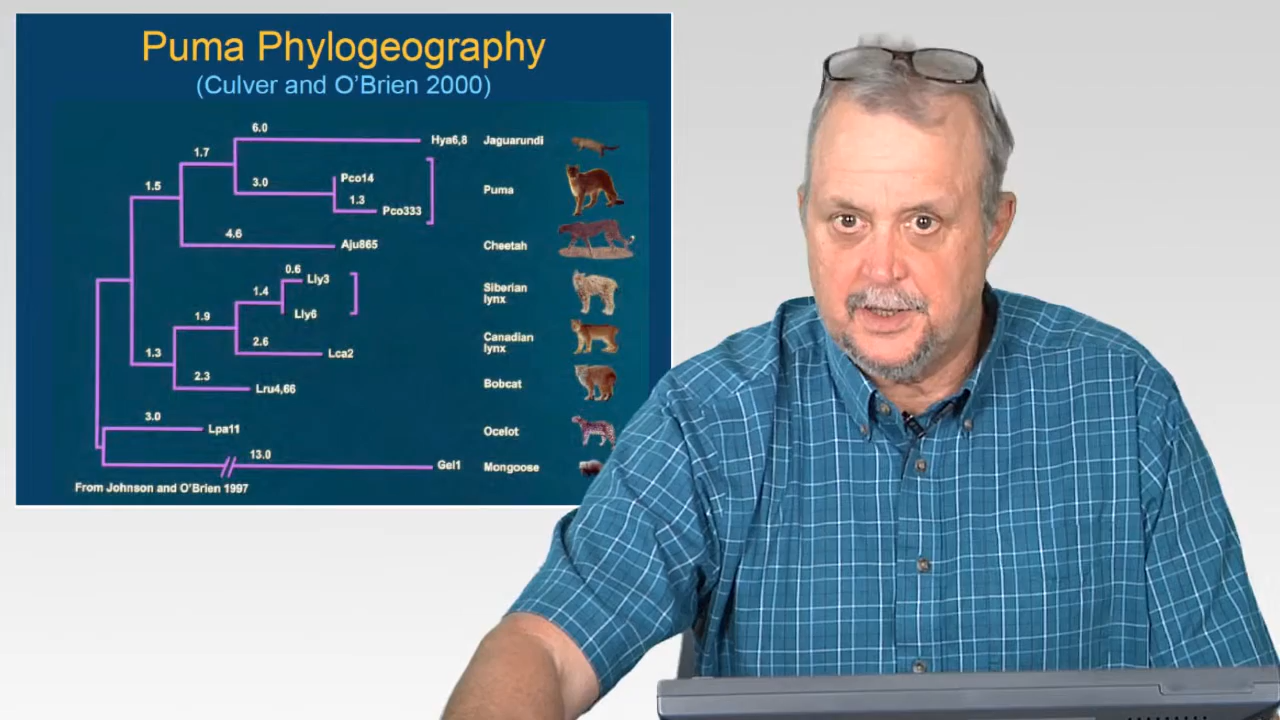 Puma Phylogeography
(Culver and O'Brien 2000)
6.0
Hya6,8 Jaguarundi
1.7
Pco14
3.0
Puma
1.5
1.3
Pco333
4.6
Aju865 Cheetah
0.6
Lly3
Siberian
lynx
1.4
Lly6
1.9
2.6
Canadian
lynx
Lca2
1.3
2.3
Lru4,66 Bobcat
3.0
Lpa11 Ocelot
13.0
Gel1 Mongoose
From Johnson and O'Brien 1997